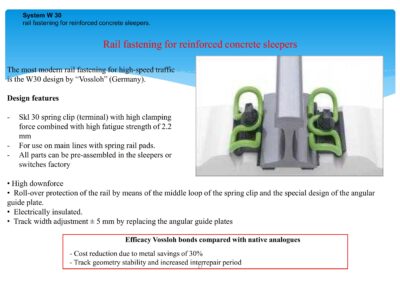 System W 30
rail fastening for reinforced concrete sleepers.
Rail fastening for reinforced concrete sleepers
The most modern rail fastening for high-speed traffic
is the W30 design by “Vossloh” (Germany).
Design features
- Skl 30 spring clip (terminal) with high clamping
force combined with high fatigue strength of 2.2
mm
- For use on main lines with spring rail pads.
- All parts can be pre-assembled in the sleepers or
switches factory
• High downforce
• Roll-over protection of the rail by means of the middle loop of the spring clip and the special design of the angular
guide plate.
• Electrically insulated.
• Track width adjustment ± 5 mm by replacing the angular guide plates
Efficacy Vossloh bonds compared with native analogues
- Cost reduction due to metal savings of 30%
- Track geometry stability and increased interrepair period